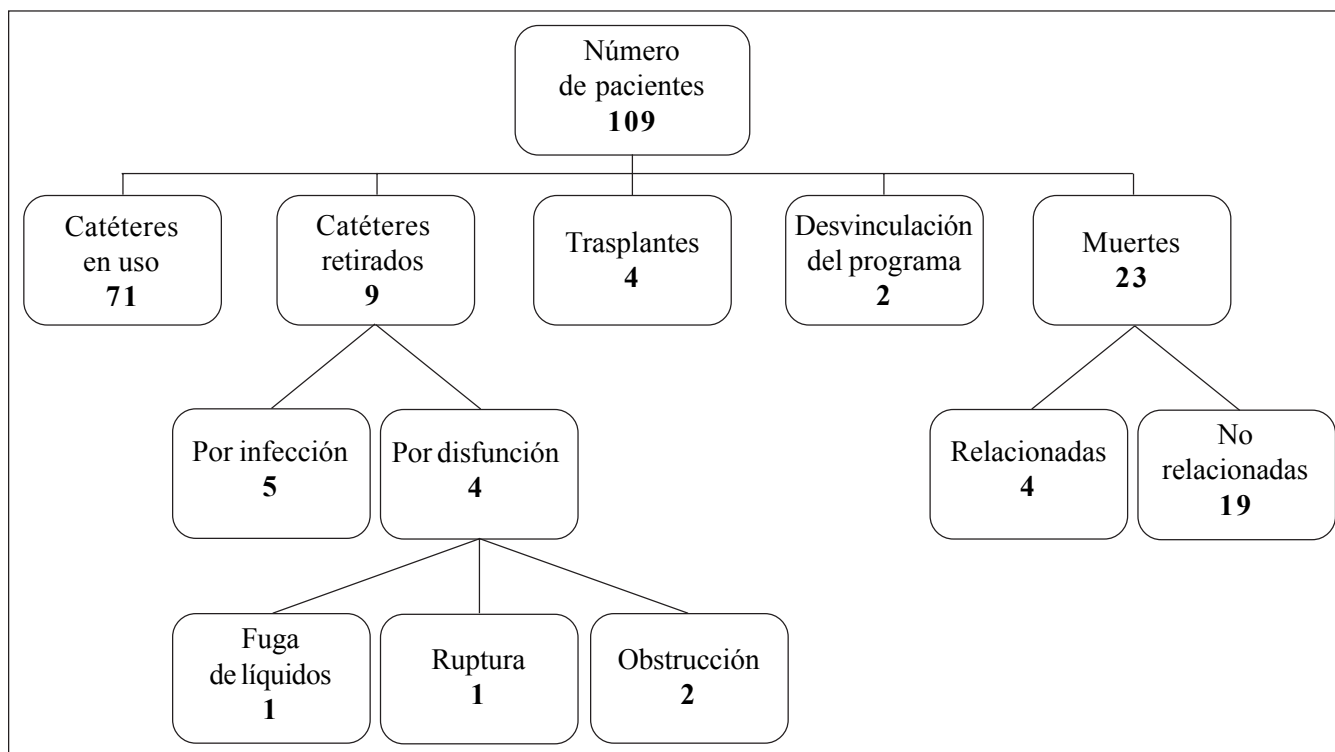 Número
de pacientes
109
Catéteres
en uso
71
Catéteres
retirados
9
Trasplantes
4
Desvinculación
del programa
2
Muertes
23
Por infección
5
Por disfunción
4
Relacionadas
4
No
relacionadas
19
Fuga
de líquidos
1
Ruptura
1
Obstrucción
2